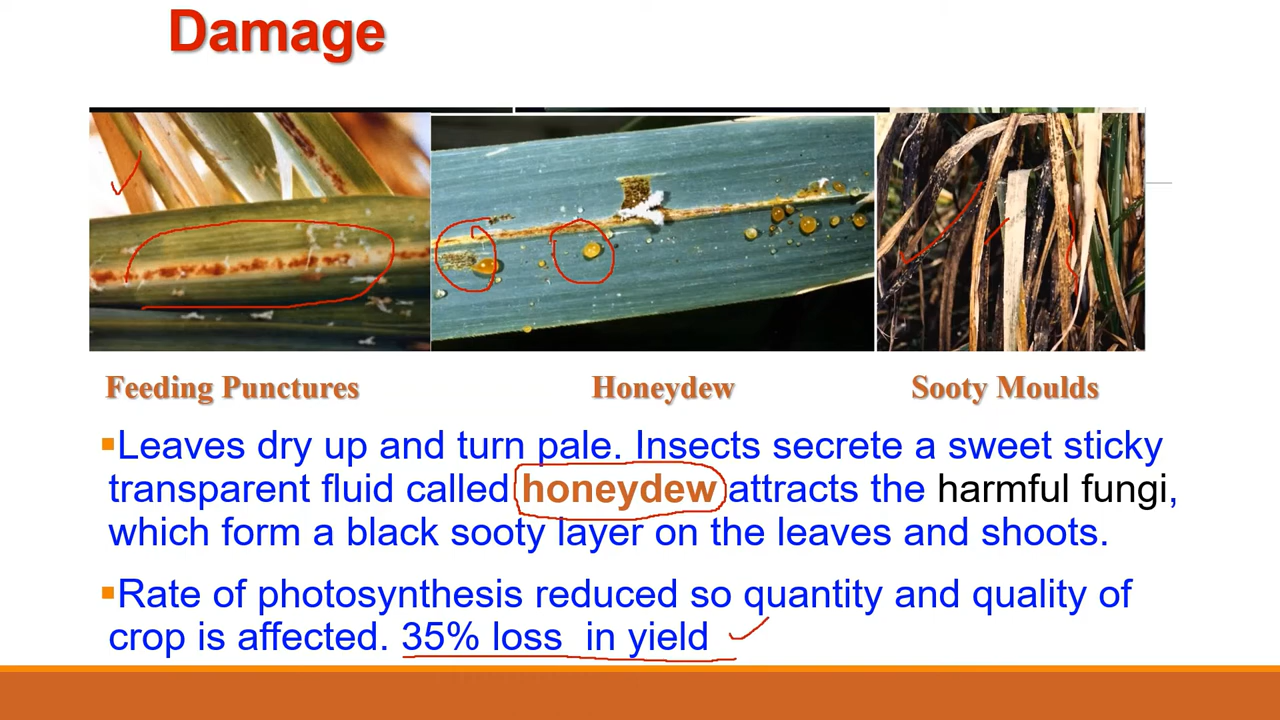 Damage
Feeding Punctures
Honeydew
Sooty Moulds
▪Leaves dry up and turn pale. Insects secrete a sweet sticky
transparent fluid called honeydew attracts the harmful fungi,
which form a black sooty layer on the leaves and shoots.
▪Rate of photosynthesis reduced so quantity and quality of
crop is affected. 35% loss in yield